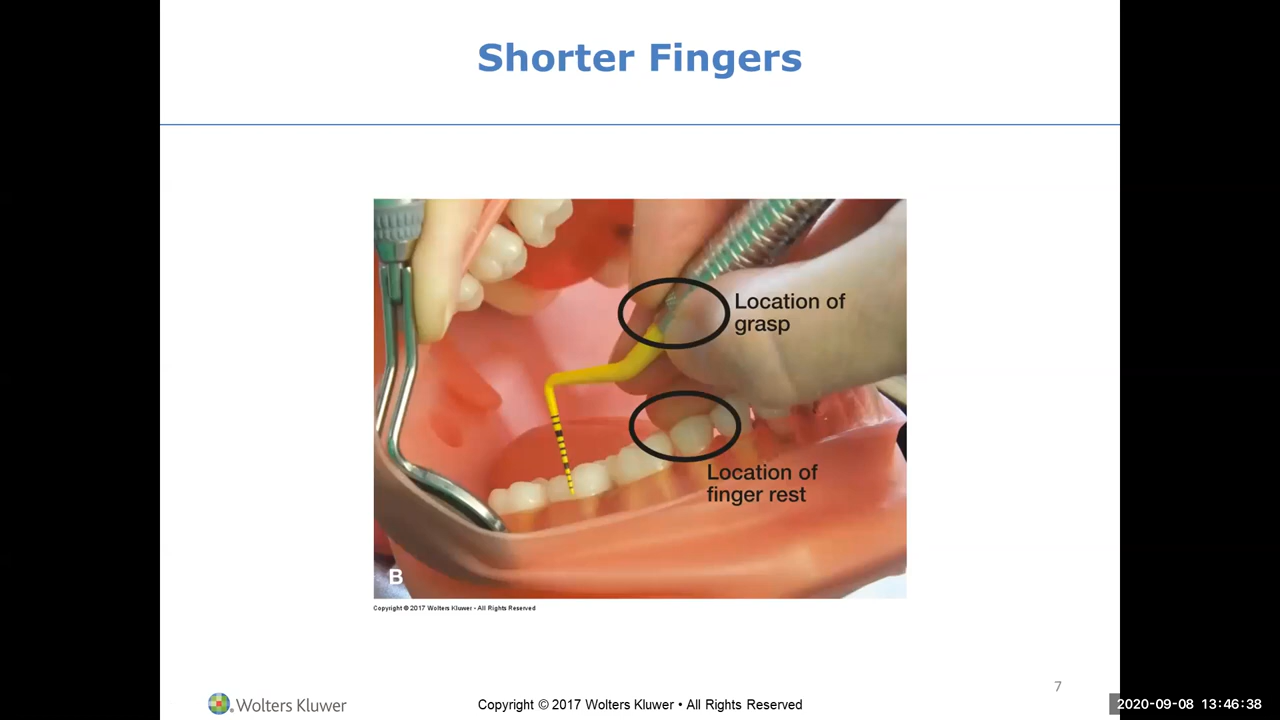 Shorter Fingers
Location of
grasp
Location of
finger rest
B
Copyright © 2017 Wolters Kluwer • All Rights Reserved
7
Wolters Kluwer
Copyright © 2017 Wolters Kluwer • All Rights Reserved
2020-09-08 13:46:38